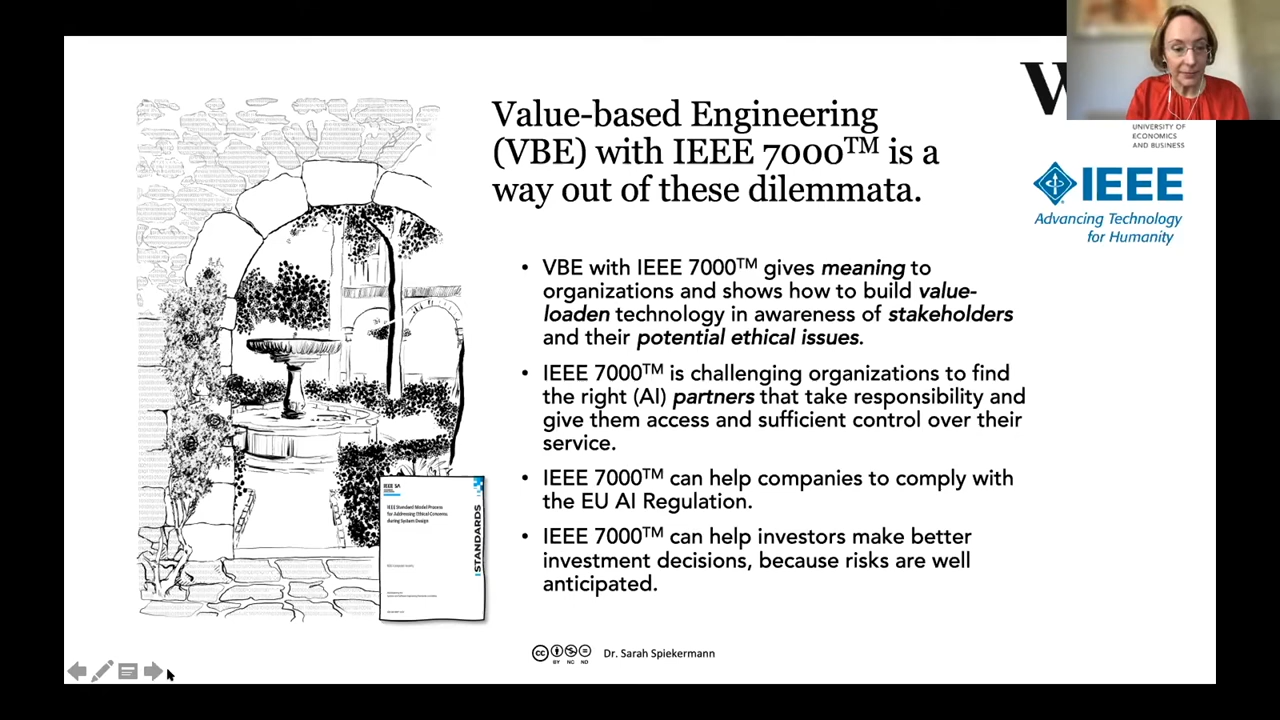 Value-based Engineering
(VBE) with IEEE 7000TM is a
way out of these dilemmata.
W
UNIVERSITY OF
ECONOMICS
AND BUSINESS
IEEE
Advancing Technology
for Humanity
• VBE with IEEE 7000TM gives meaning to
organizations and shows how to build value-
loaden technology in awareness of stakeholders
and their potential ethical issues.
• IEEE 7000TM is challenging organizations to find
the right (AI) partners that take responsibility and
give them access and sufficient control over their
service.
• IEEE 7000TM can help companies to comply with
the EU AI Regulation.
• IEEE 7000TM can help investors make better
investment decisions, because risks are well
anticipated.
IEEE SA
IEEE Standard Model Process
for Addressing Ethical Concerns
during System Design
STANDARDS
cc
BY NC ND
Dr. Sarah Spiekermann